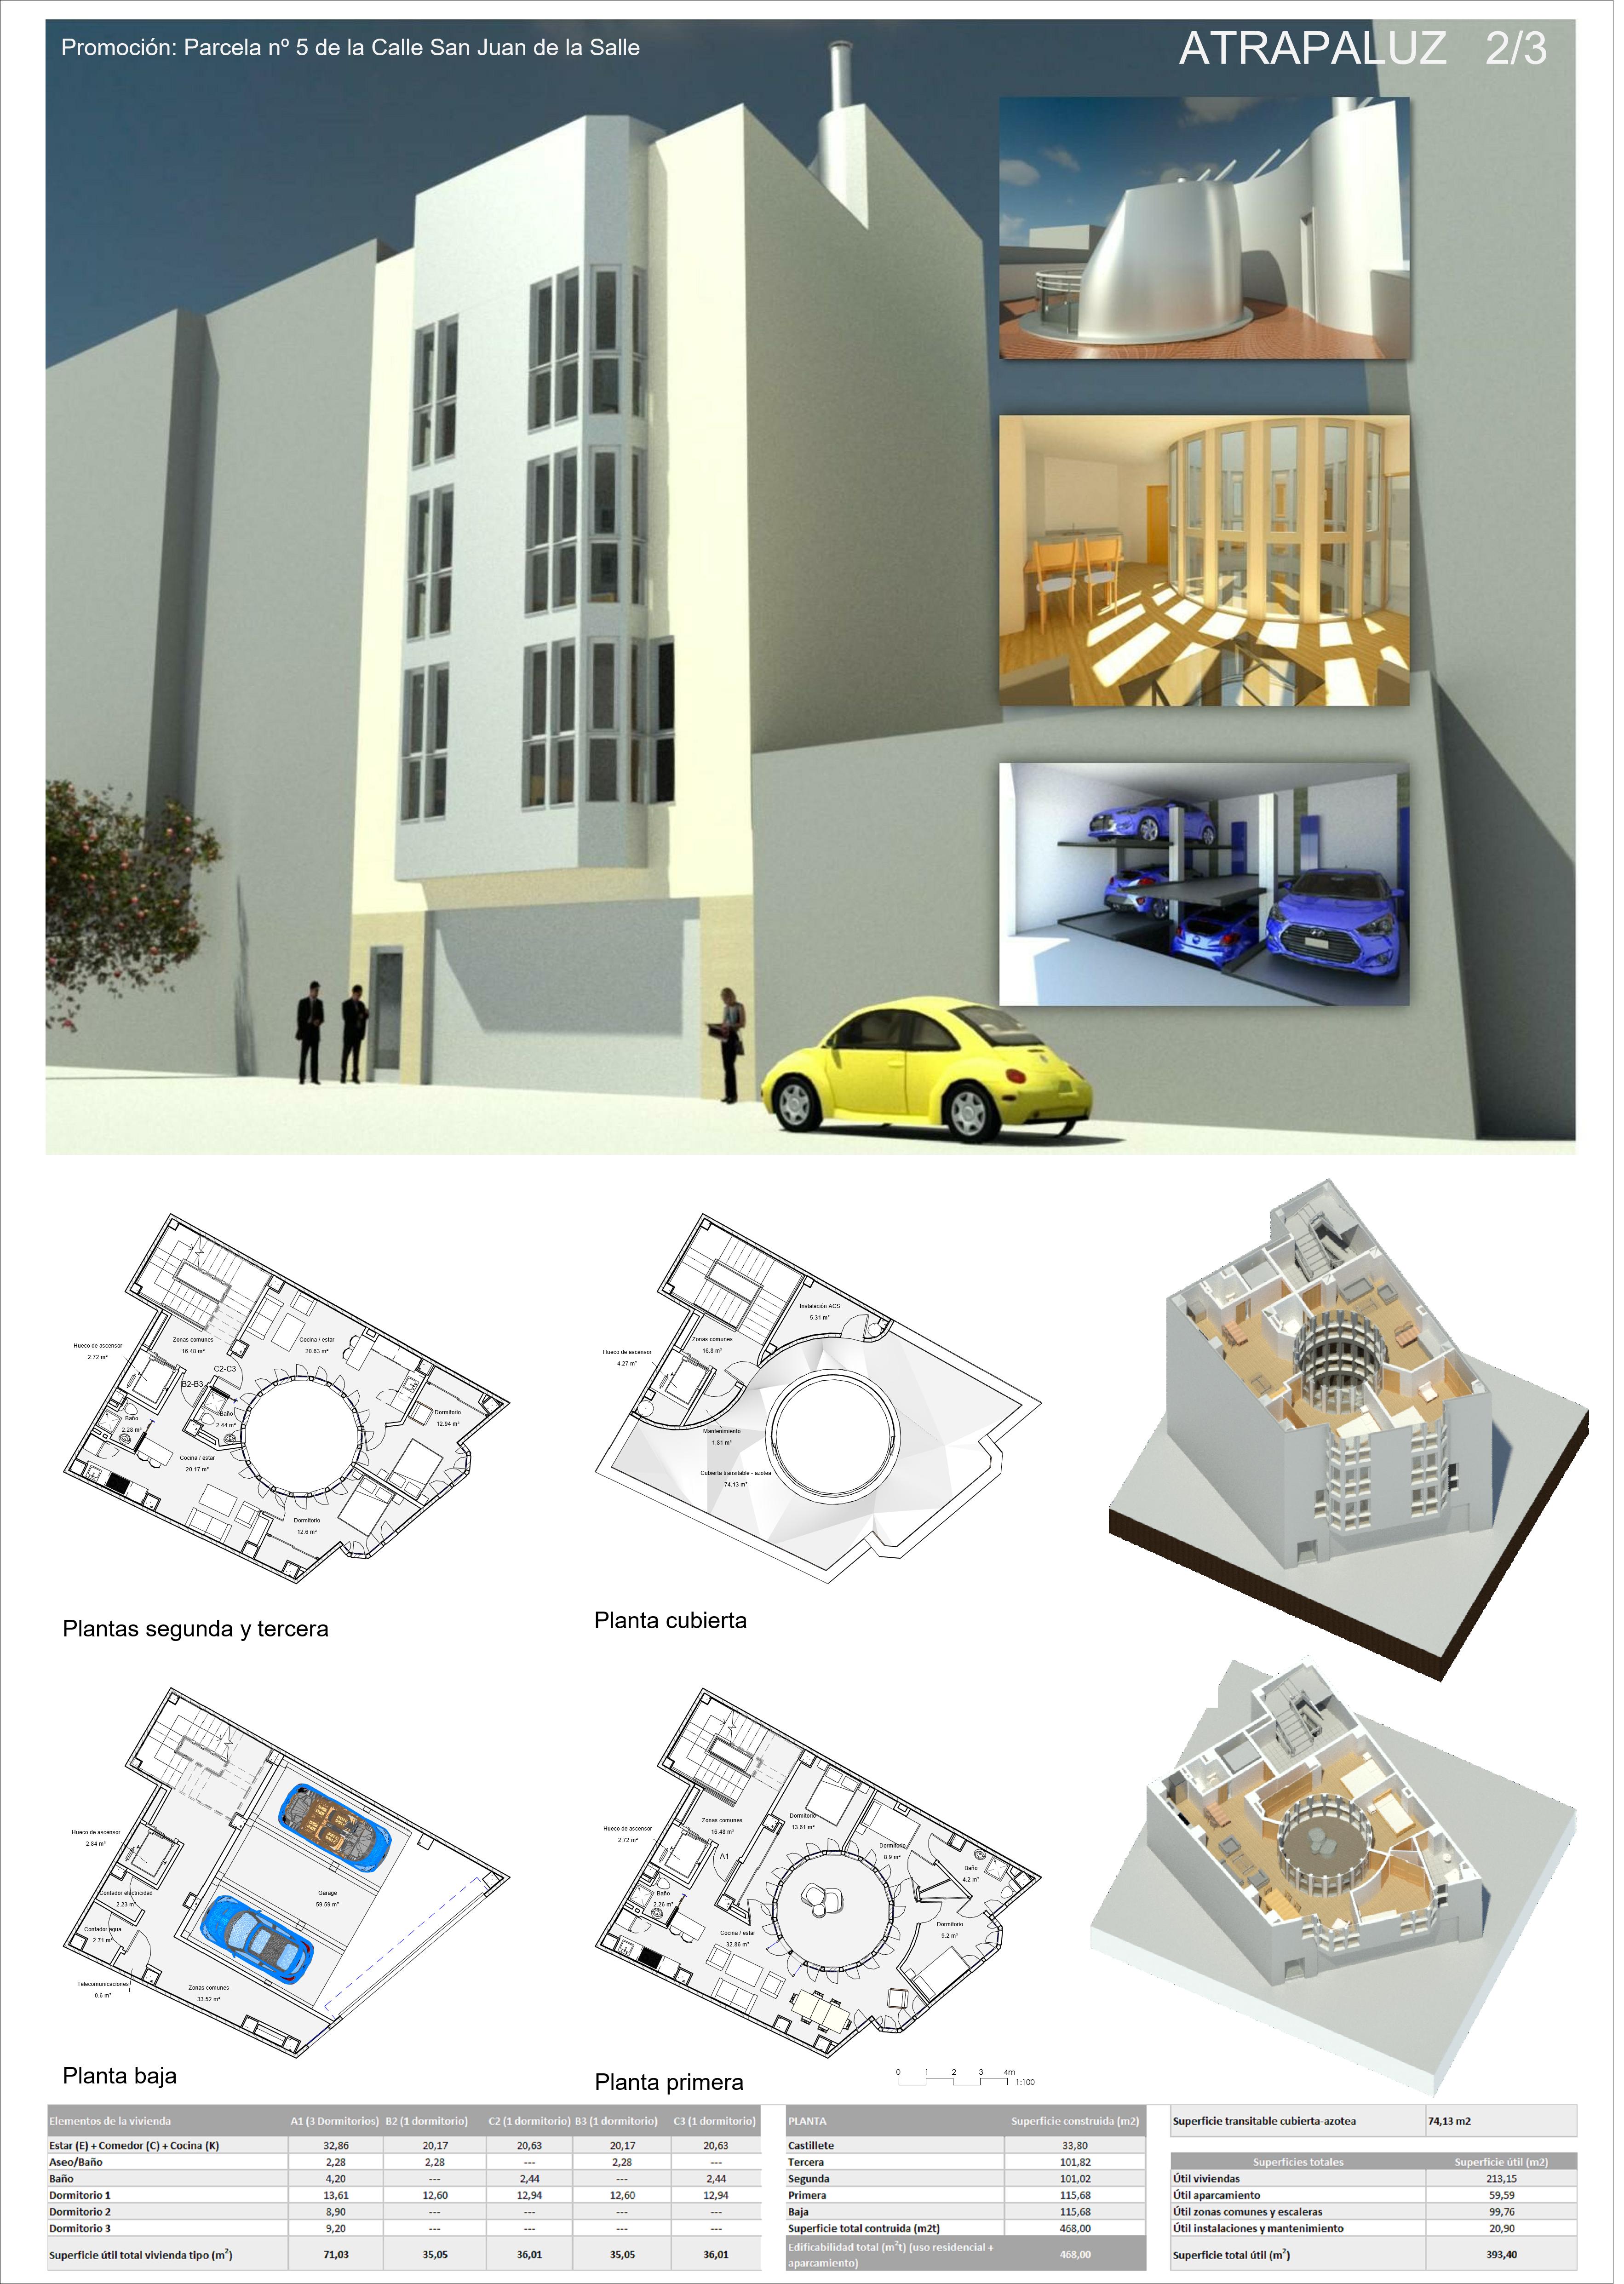 Promoción: Parcela nº 5 de la Calle San Juan de la Salle
ATRAPALUZ 2/3
Zonas comunes
16.48 m²
Hueco de ascensor
2.72 m²
C2-C3
B2-B3
Cocina / estar
20.63 m²
Baño
2.44 m²
Baño
2.28 m²
Dormitorio
12.94 m²
Cocina / estar
20.17 m²
Dormitorio
12.6 m²
Plantas segunda y tercera
Instalación ACS
5.31 m²
Zonas comunes
16.8 m²
Hueco de ascensor
4.27 m²
Mantenimiento
1.81 m²
Cubierta transitable - azotea
74.13 m²
Planta cubierta
Hueco de ascensor
2.84 m²
Contador electricidad
2.23 m²
Contador agua
2.71 m²
Telecomunicaciones
0.6 m²
Garage
59.59 m²
Zonas comunes
33.52 m²
Planta baja
Zonas comunes
16.48 m²
Hueco de ascensor
2.72 m²
A1
Dormitorio
13.61 m²
Dormitorio
8.9 m²
Baño
4.2 m²
Baño
2.26 m²
Cocina / estar
32.86 m²
Dormitorio
9.2 m²
Planta primera
0 1 2 3 4m
1:100
Elementos de la vivienda A1 (3 Dormitorios) B2 (1 dormitorio) C2 (1 dormitorio) B3 (1 dormitorio) C3 (1 dormitorio)
Estar (E) + Comedor (C) + Cocina (K) 32,86 20,17 20,63 20,17 20,63
Aseo/Baño 2,28 2,28 --- 2,28 ---
Baño 4,20 --- 2,44 --- 2,44
Dormitorio 1 13,61 12,60 12,94 12,60 12,94
Dormitorio 2 8,90 --- --- --- ---
Dormitorio 3 9,20 --- --- --- ---
Superficie útil total vivienda tipo (m²) 71,03 35,05 36,01 35,05 36,01
PLANTA Superficie construida (m2)
Castillete 33,80
Tercera 101,82
Segunda 101,02
Primera 115,68
Baja 115,68
Superficie total contruida (m2t) 468,00
Edificabilidad total (m²t) (uso residencial +
aparcamiento) 468,00
Superficie transitable cubierta-azotea 74,13 m2
Superficies totales Superficie útil (m2)
Útil viviendas 213,15
Útil aparcamiento 59,59
Útil zonas comunes y escaleras 99,76
Útil instalaciones y mantenimiento 20,90
Superficie total útil (m²) 393,40